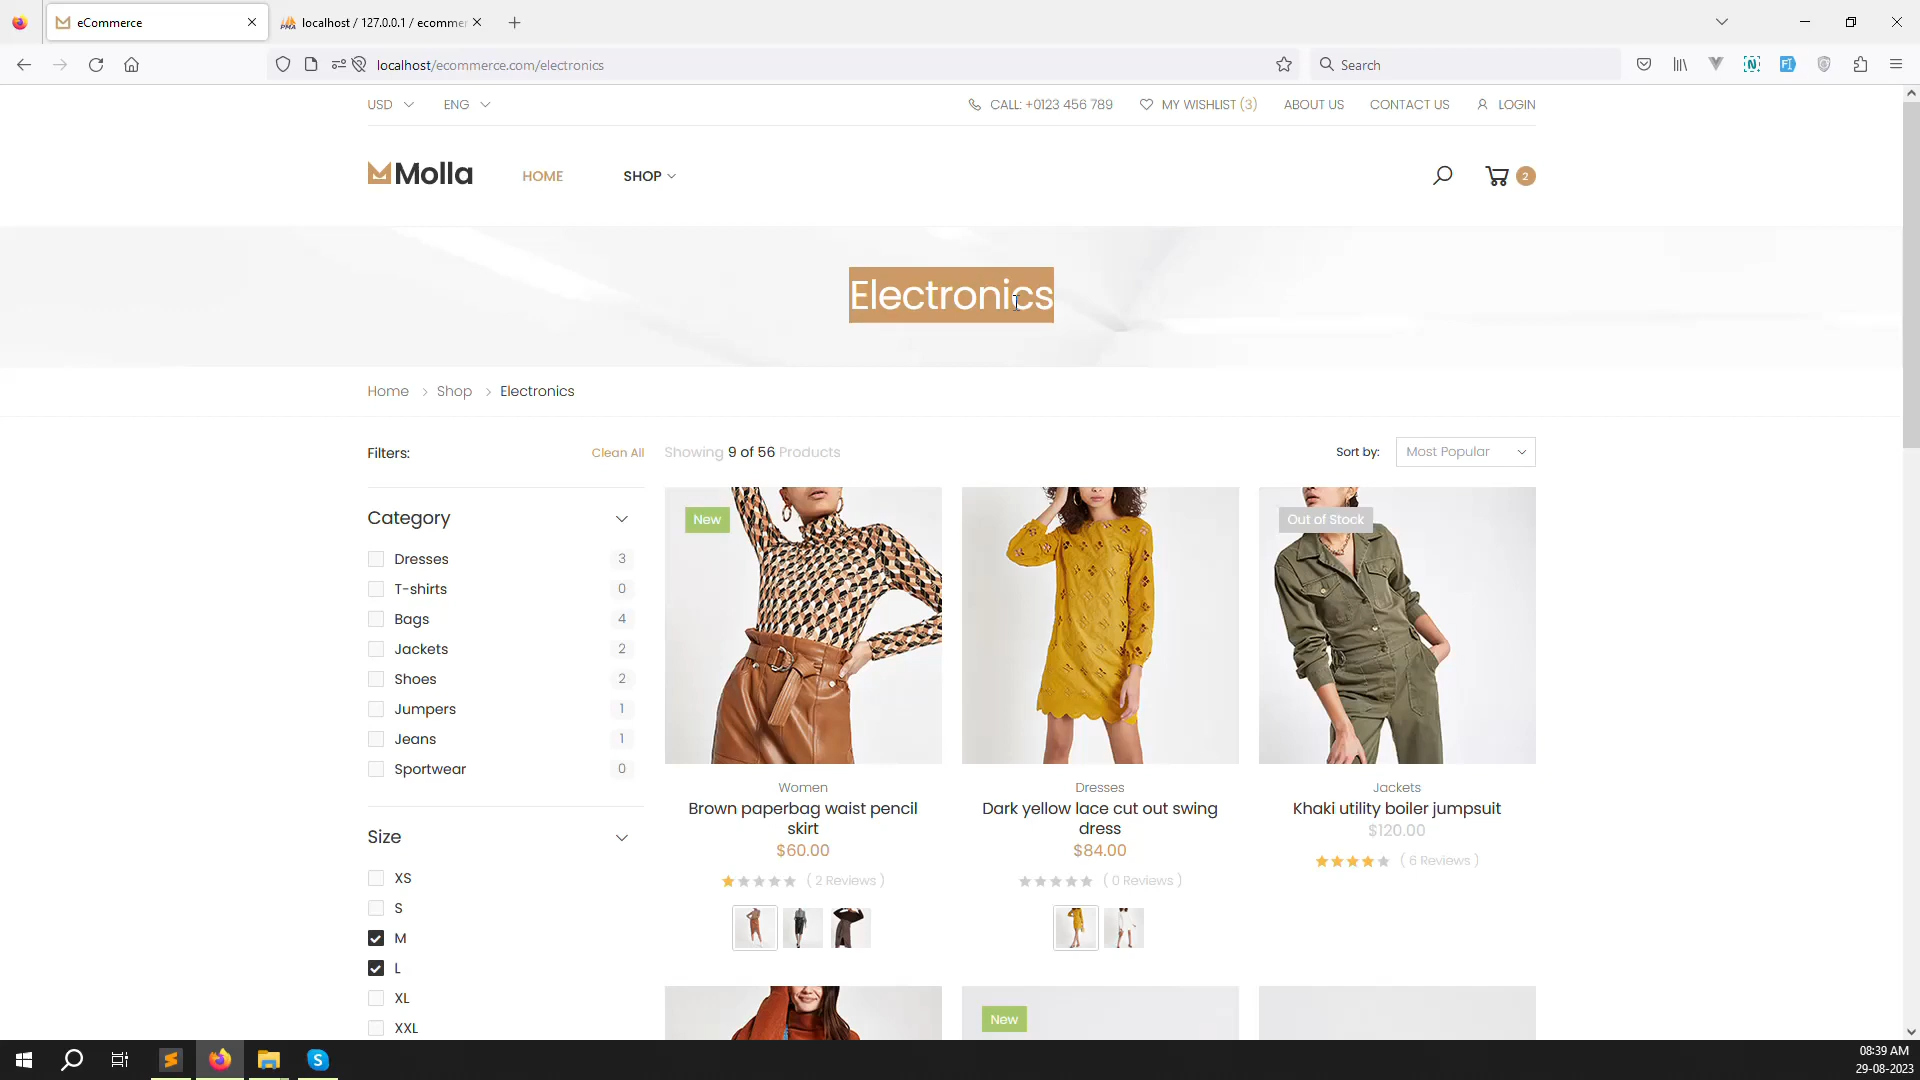 eCommerce
localhost / 127.0.0.1 / ecomme
localhost/ecommerce.com/electronics
Search
USD
ENG
CALL: +0123 456 789
MY WISHLIST (3)
ABOUT US
CONTACT US
LOGIN
Molla
HOME
SHOP
2
Electronics
Home
Shop
Electronics
Filters:
Clean All
Showing 9 of 56 Products
Sort by:
Most Popular
Category
Dresses 3
T-shirts 0
Bags 4
Jackets 2
Shoes 2
Jumpers 1
Jeans 1
Sportwear 0
Size
XS
S
M
L
XL
XXL
New
Women
Brown paperbag waist pencil
skirt
$60.00
( 2 Reviews )
Dresses
Dark yellow lace cut out swing
dress
$84.00
( 0 Reviews )
Out of Stock
Jackets
Khaki utility boiler jumpsuit
$120.00
( 6 Reviews )
New
08:39 AM
29-08-2023